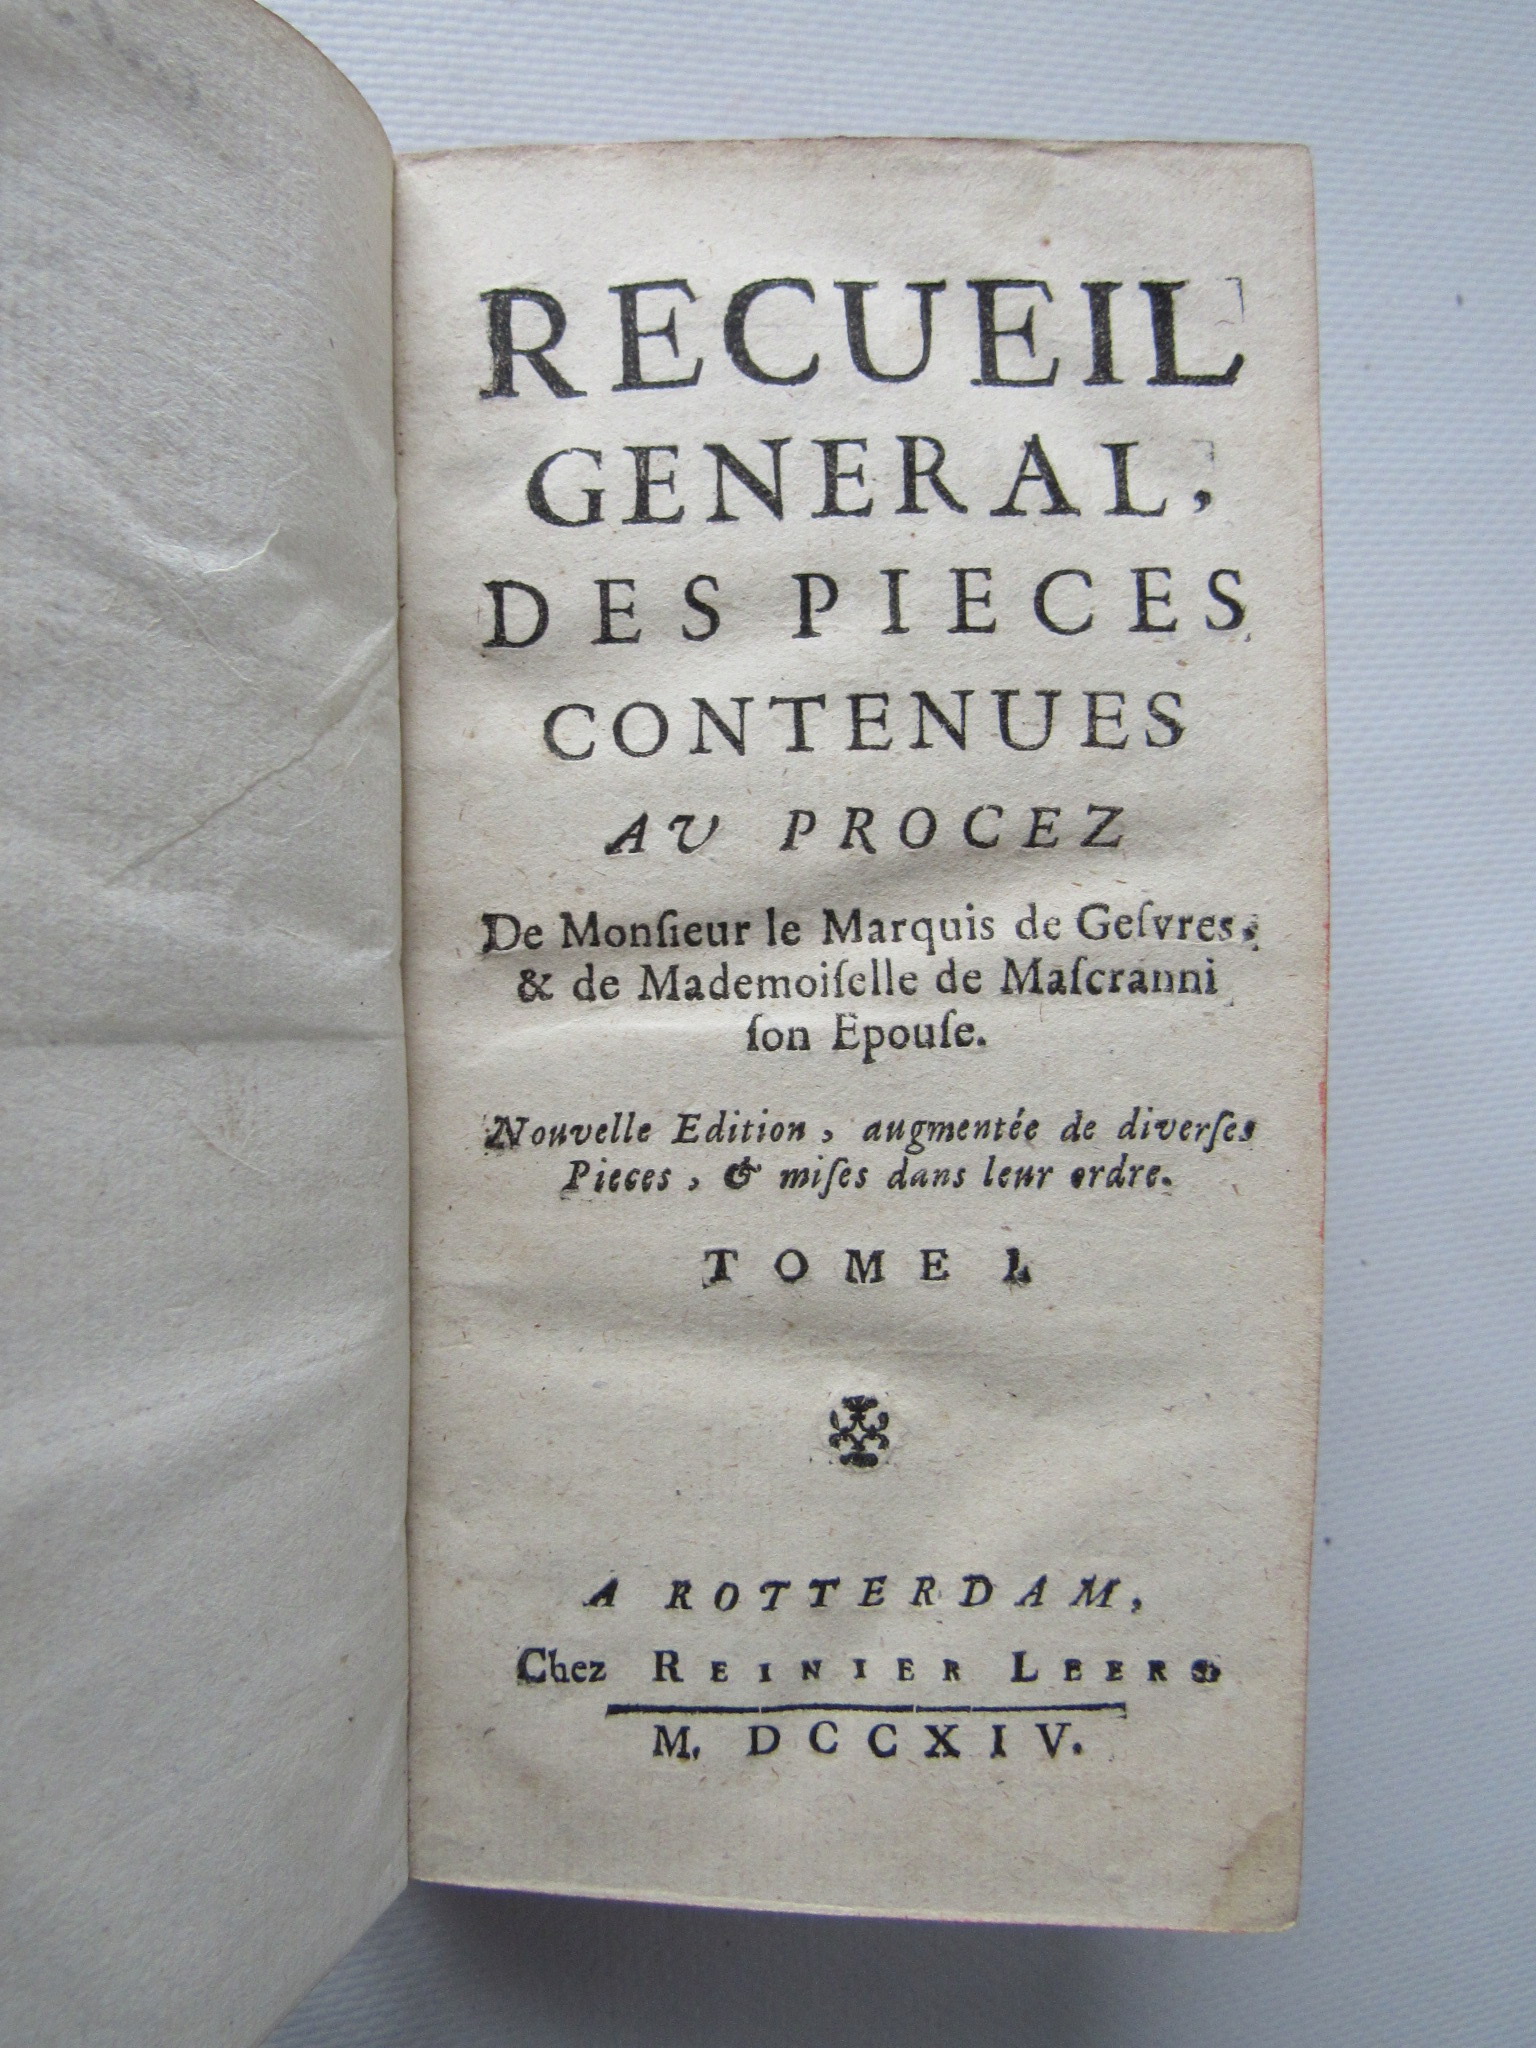 RECUEIL
GENERAL,
DES PIECES
CONTENUES
AU PROCEZ
De Monſieur le Marquis de Geſvres,
& de Mademoiſelle de Maſcranni
ſon Epouſe.
Nouvelle Edition, augmentée de diverſes
Pieces, & miſes dans leur ordre.
TOME I.
A ROTTERDAM,
Chez REINIER LEERS
M. DCCXIV.